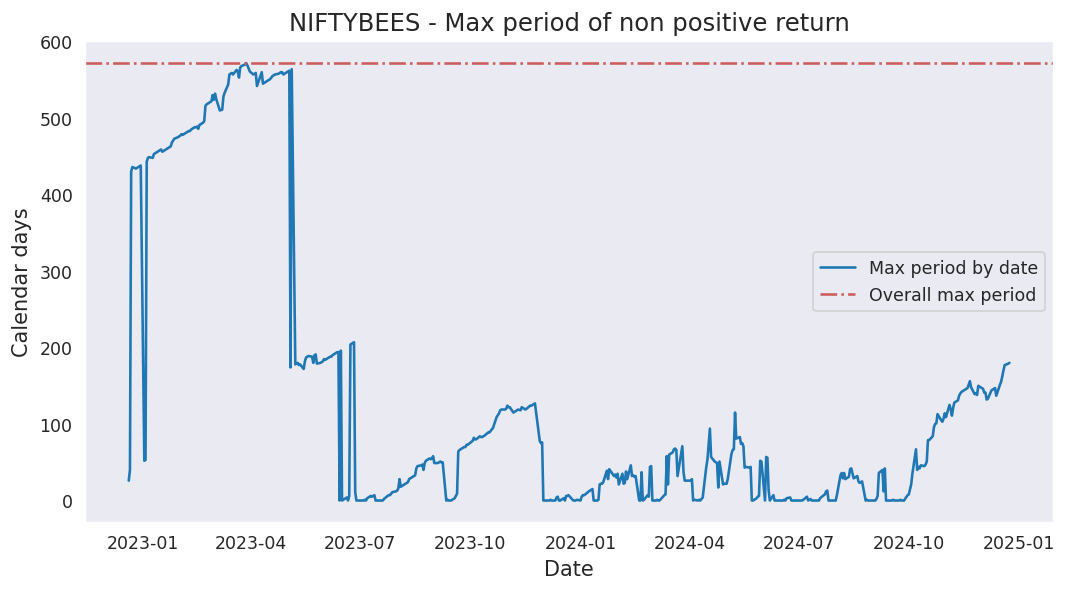 NIFTYBEES - Max period of non positive return
600
500
400
300
200
100
0
Calendar days
Max period by date
Overall max period
2023-01 2023-04 2023-07 2023-10 2024-01 2024-04 2024-07 2024-10 2025-01
Date